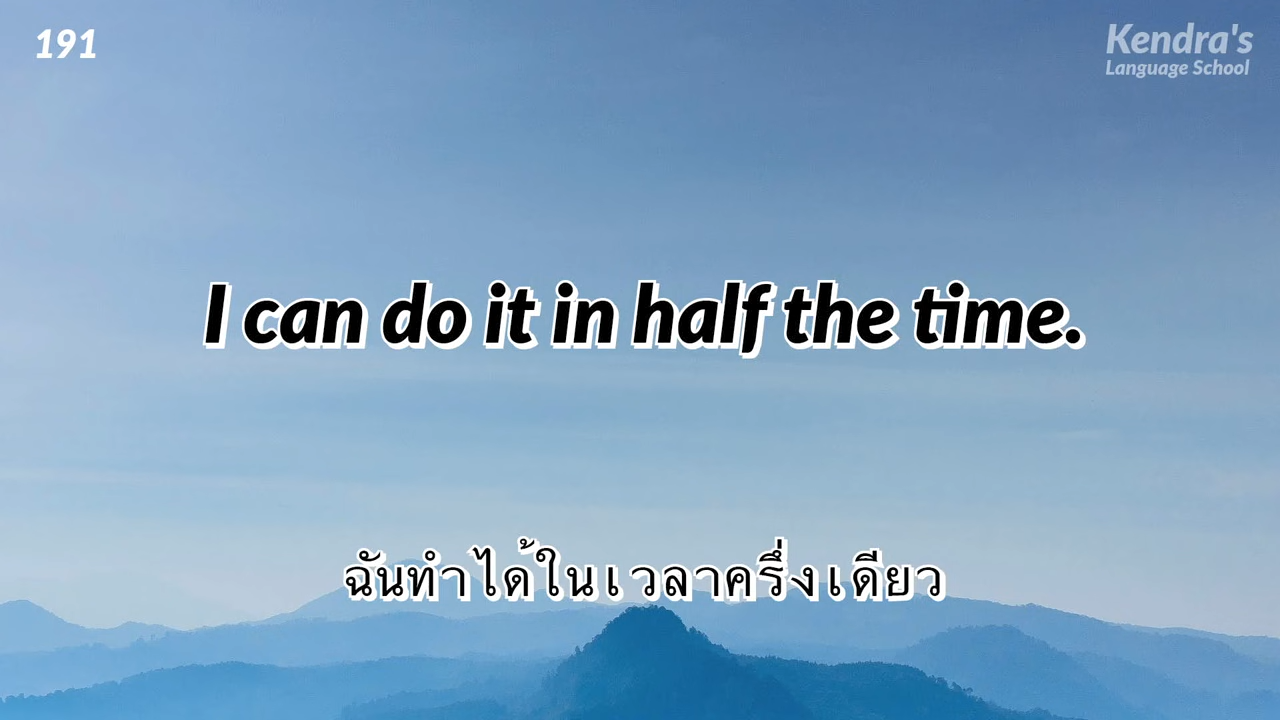 191
Kendra's
Language School
I can do it in half the time.
ฉันทำได้ในเวลาครึ่งเดียว